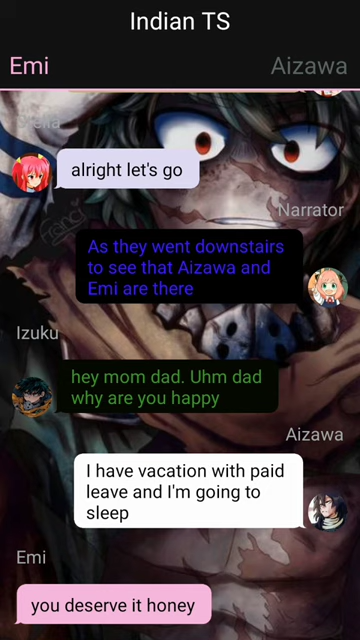 Indian TS
Emi
Aizawa
alright let's go
Narrator
As they went downstairs
to see that Aizawa and
Emi are there
Izuku
hey mom dad. Uhm dad
why are you happy
Aizawa
I have vacation with paid
leave and I'm going to
sleep
Emi
you deserve it honey